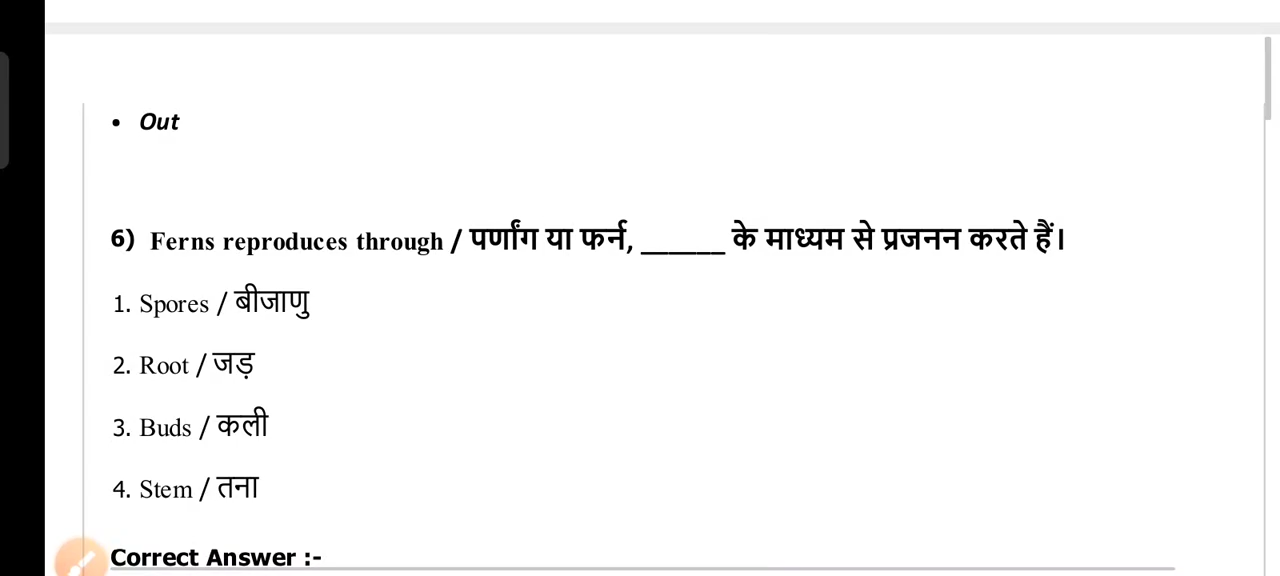 • Out
6) Ferns reproduces through / पर्णांग या फर्न, ______ के माध्यम से प्रजनन करते हैं।
1. Spores / बीजाणु
2. Root / जड़
3. Buds / कली
4. Stem / तना
Correct Answer :-